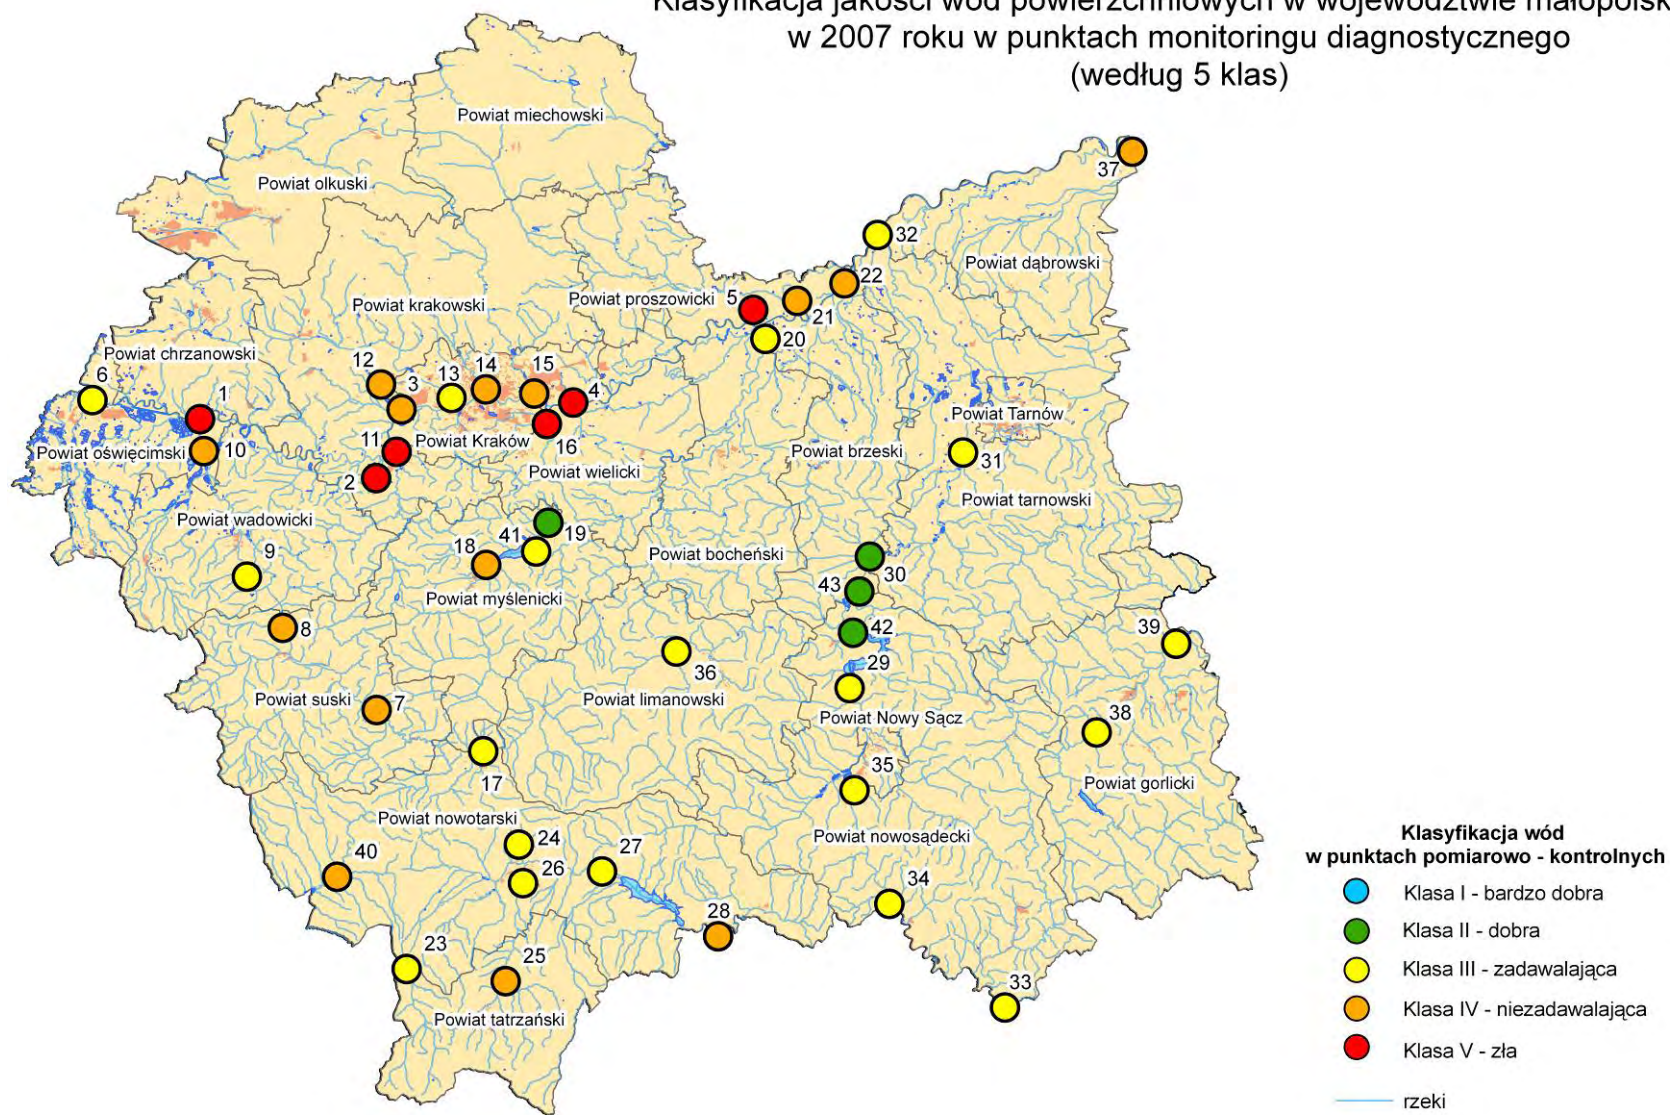 Klasyfikacja jakości wód powierzchniowych w województwie małopolsk
w 2007 roku w punktach monitoringu diagnostycznego
(według 5 klas)
Powiat miechowski
37
Powiat olkuski
32
Powiat dąbrowski
22
Powiat krakowski
Powiat proszowicki
5
21
20
Powiat chrzanowski
6
1
12
3
13
14
15
4
Powiat Tarnów
Powiat oświęcimski
10
11
Powiat Kraków
16
Powiat brzeski
31
2
Powiat wielicki
Powiat tarnowski
Powiat wadowicki
9
18
41
19
Powiat bocheński
30
43
Powiat myślenicki
8
42
39
36
29
Powiat suski
7
Powiat limanowski
Powiat Nowy Sącz
38
17
35
Powiat gorlicki
Powiat nowotarski
24
Powiat nowosądecki
40
26
27
34
28
23
25
33
Powiat tatrzański
Klasyfikacja wód
w punktach pomiarowo - kontrolnych
Klasa I - bardzo dobra
Klasa II - dobra
Klasa III - zadawalająca
Klasa IV - niezadawalająca
Klasa V - zła
rzeki